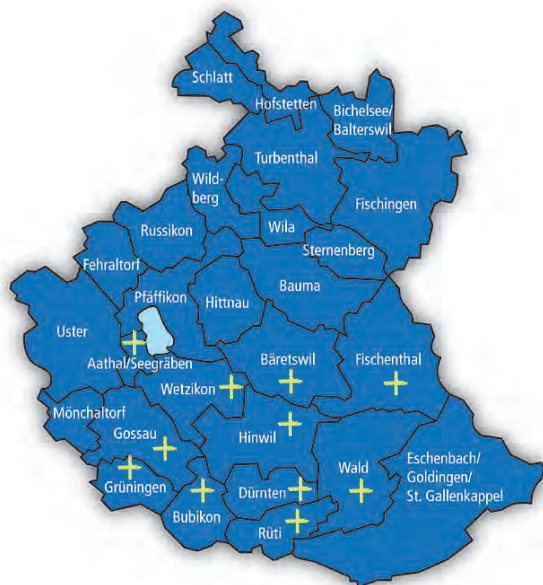 Schlatt
Hofstetten
Bichelsee/
Balterswil
Turbenthal
Wild-
berg
Fischingen
Wila
Russikon
Sternenberg
Fehraltorf
Pfäffikon
Hittnau
Bauma
Uster
Aathal/Seegräben
Bäretswil
Fischenthal
Wetzikon
Mönchaltorf
Gossau
Hinwil
Eschenbach/
Goldingen/
St. Gallenkappel
Wald
Grüningen
Dürnten
Bubikon
Rüti